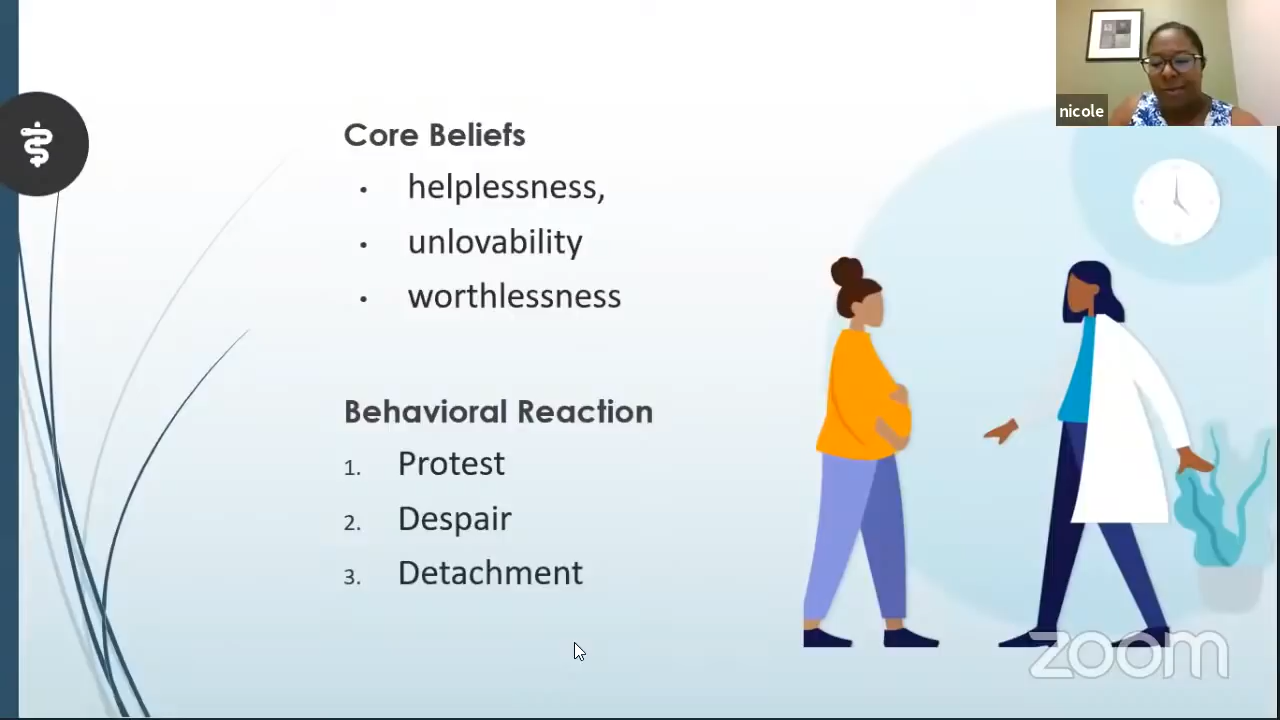 nicole
Core Beliefs
• helplessness,
• unlovability
• worthlessness
Behavioral Reaction
1. Protest
2. Despair
3. Detachment
zoom